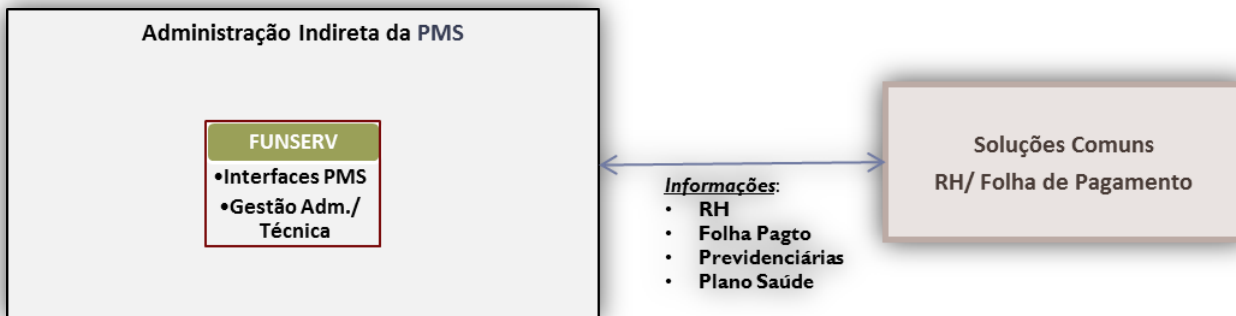 Administração Indireta da PMS
FUNSERV
•Interfaces PMS
•Gestão Adm./
Técnica
Informações:
• RH
• Folha Pagto
• Previdenciárias
• Plano Saúde
Soluções Comuns
RH/ Folha de Pagamento